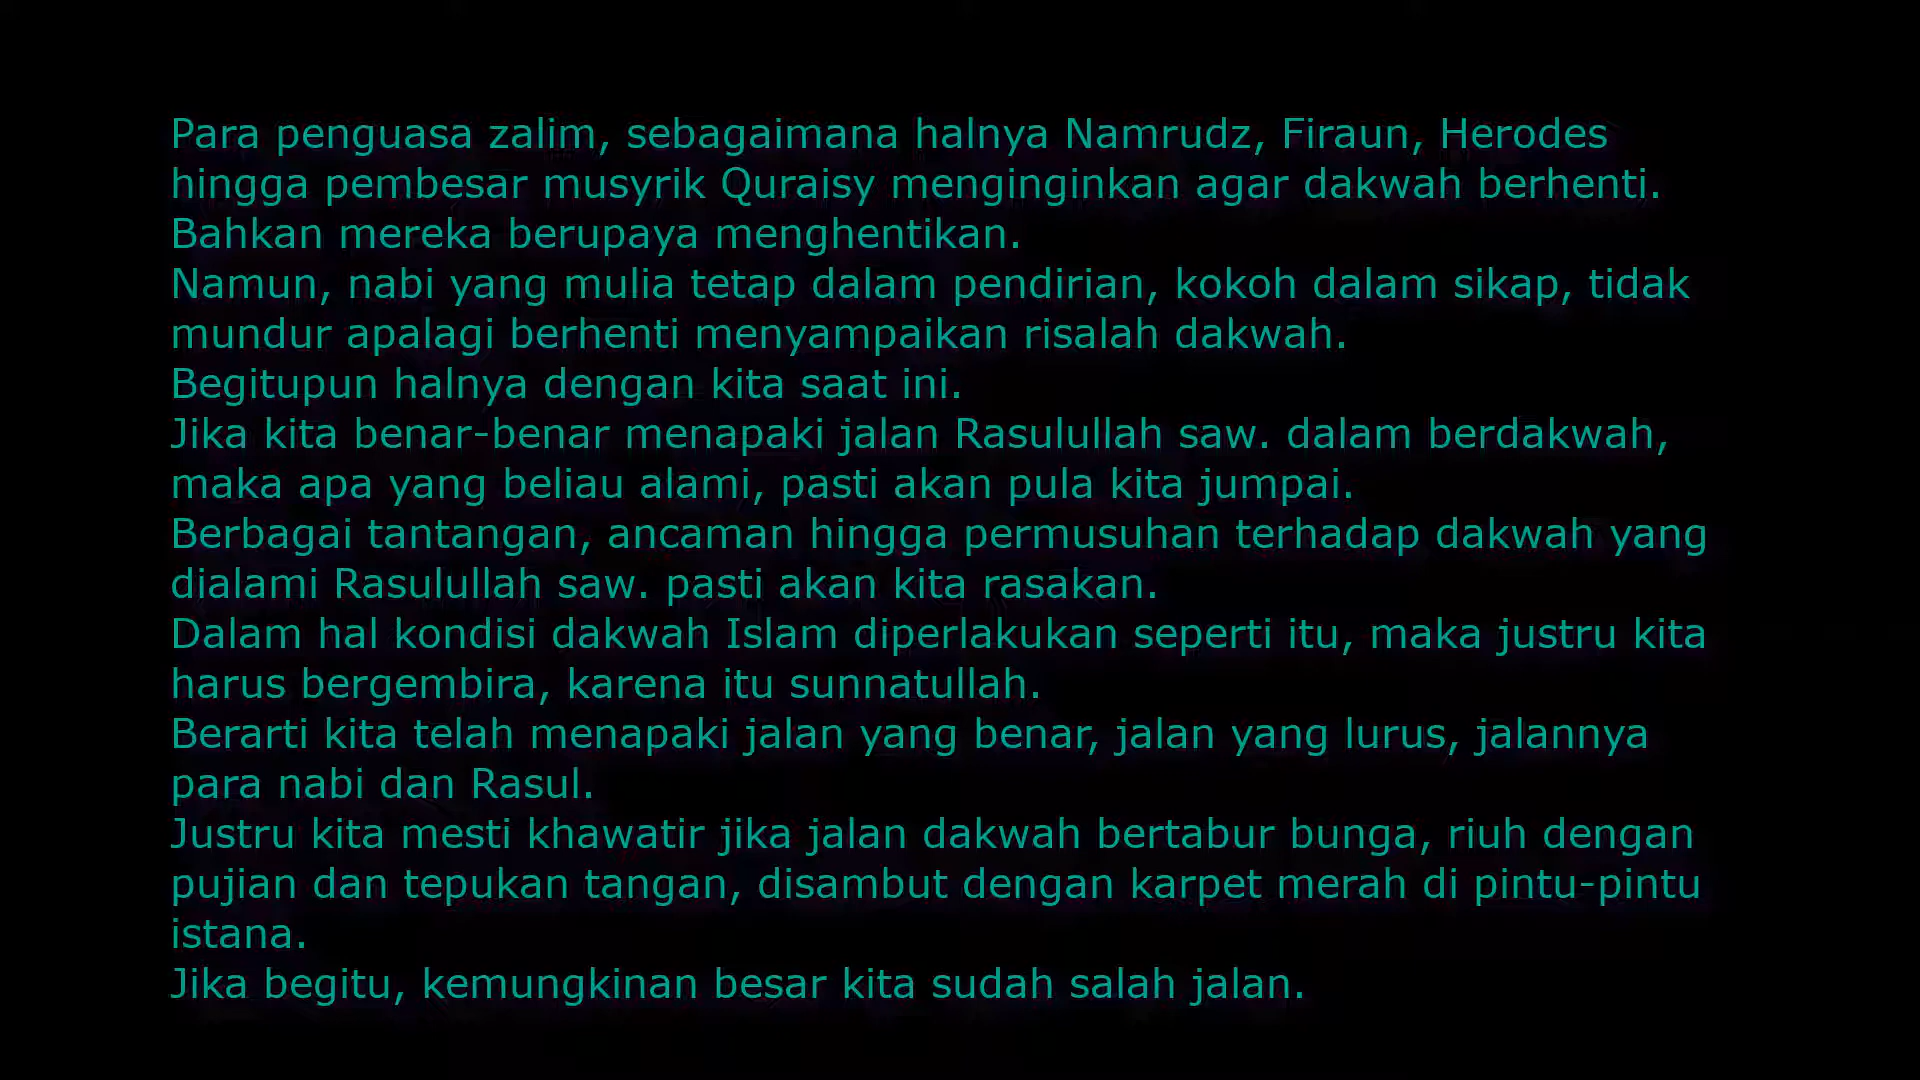 Para penguasa zalim, sebagaimana halnya Namrudz, Firaun, Herodes
hingga pembesar musyrik Quraisy menginginkan agar dakwah berhenti.
Bahkan mereka berupaya menghentikan.
Namun, nabi yang mulia tetap dalam pendirian, kokoh dalam sikap, tidak
mundur apalagi berhenti menyampaikan risalah dakwah.
Begitupun halnya dengan kita saat ini.
Jika kita benar-benar menapaki jalan Rasulullah saw. dalam berdakwah,
maka apa yang beliau alami, pasti akan pula kita jumpai.
Berbagai tantangan, ancaman hingga permusuhan terhadap dakwah yang
dialami Rasulullah saw. pasti akan kita rasakan.
Dalam hal kondisi dakwah Islam diperlakukan seperti itu, maka justru kita
harus bergembira, karena itu sunnatullah.
Berarti kita telah menapaki jalan yang benar, jalan yang lurus, jalannya
para nabi dan Rasul.
Justru kita mesti khawatir jika jalan dakwah bertabur bunga, riuh dengan
pujian dan tepukan tangan, disambut dengan karpet merah di pintu-pintu
istana.
Jika begitu, kemungkinan besar kita sudah salah jalan.